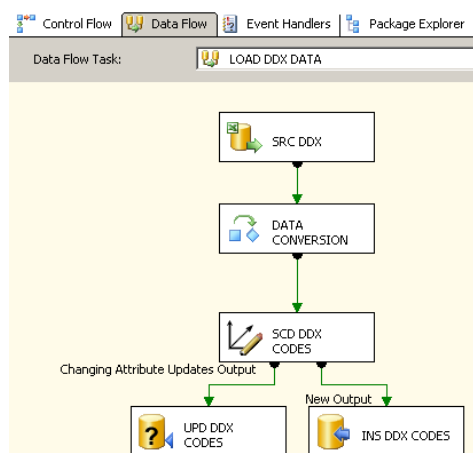 Control Flow Data Flow Event Handlers Package Explorer
Data Flow Task: LOAD DDX DATA
SRC DDX
DATA
CONVERSION
SCD DDX
CODES
Changing Attribute Updates Output
New Output
UPD DDX
CODES
INS DDX CODES